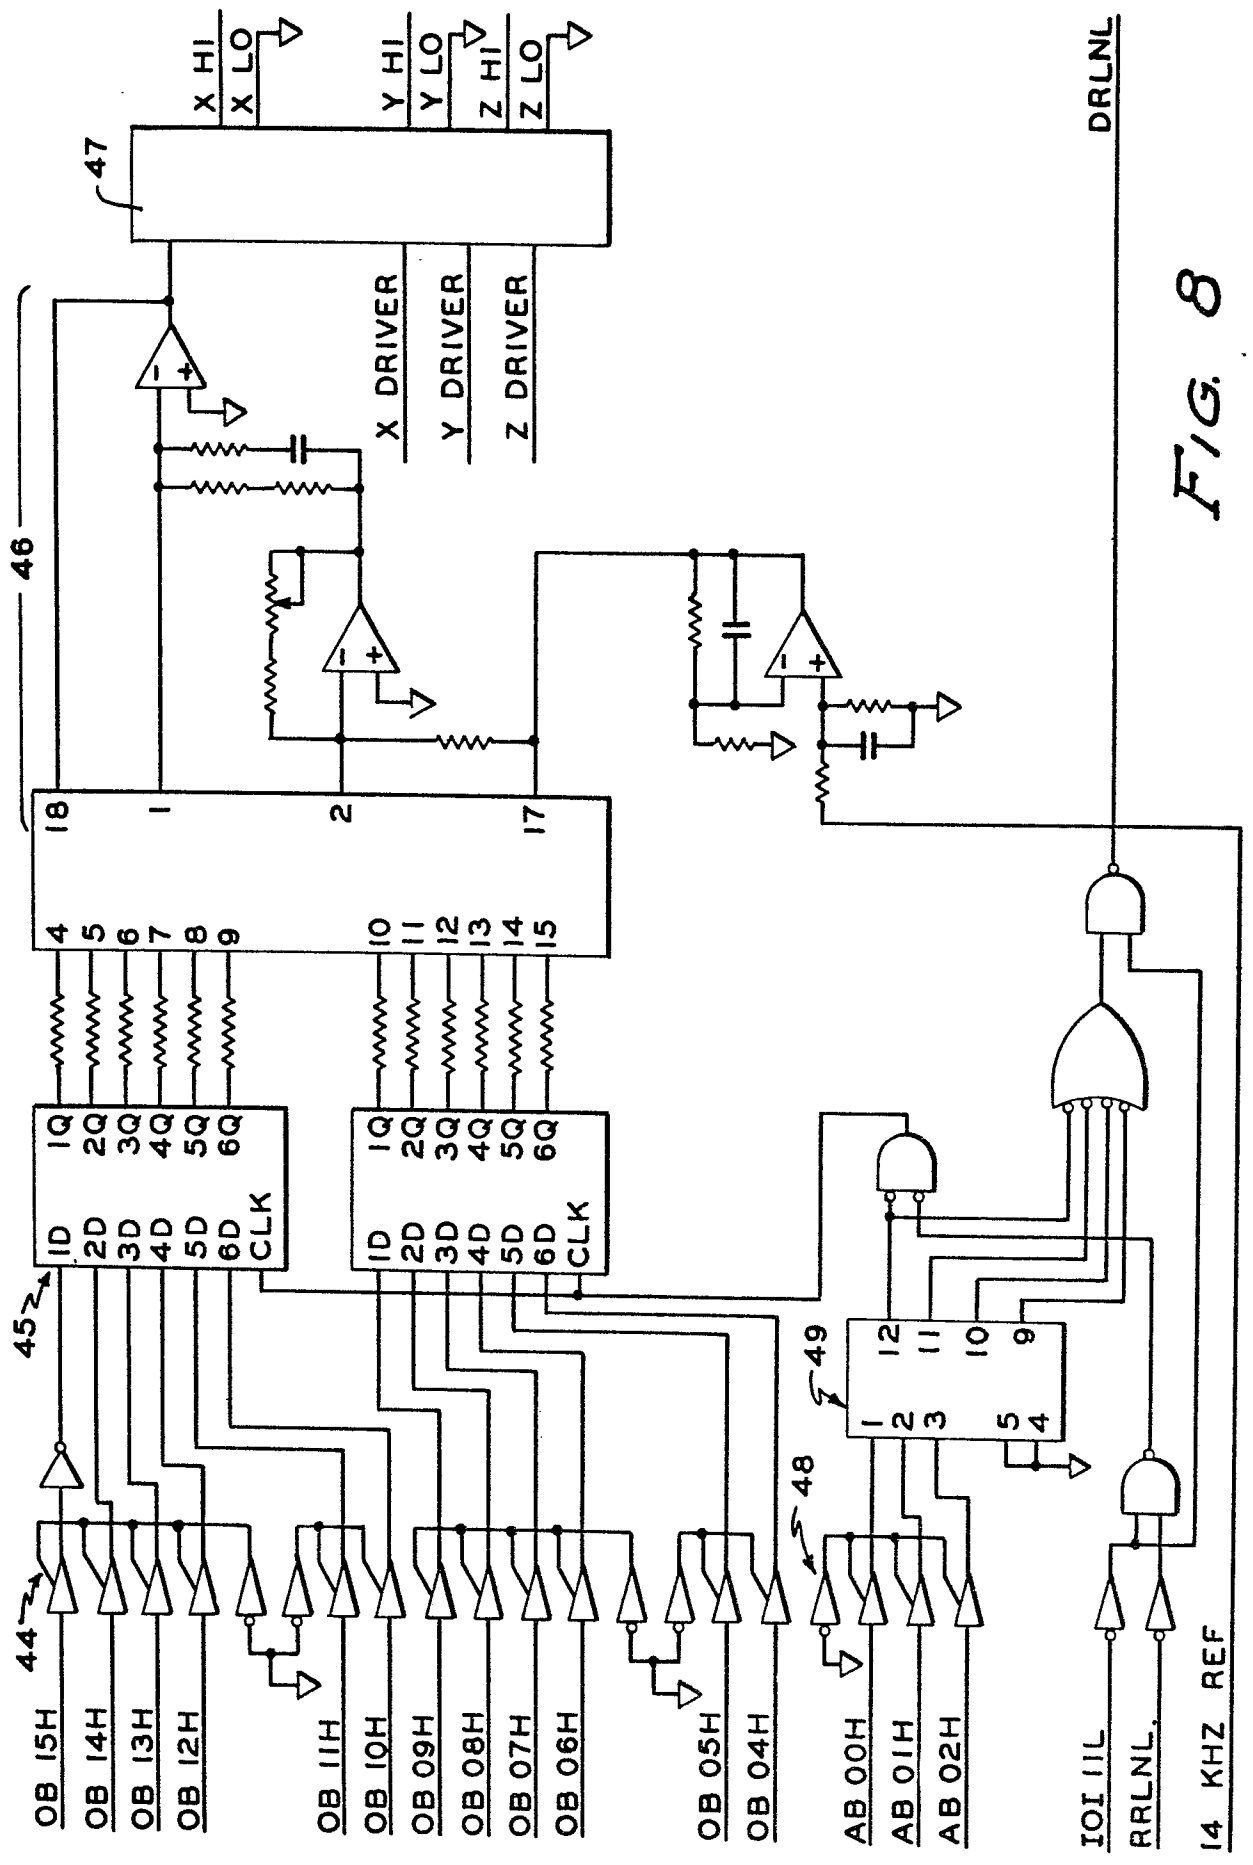 OB 15H
OB 14H
OB 13H
OB 12H
OB 11H
OB 10H
OB 09H
OB 08H
OB 07H
OB 06H
OB 05H
OB 04H
AB 00H
AB 01H
AB 02H
IOI 11L
RRLNL.
14 KHZ REF
44
45
48
49
1D
2D
3D
4D
5D
6D
CLK
1Q
2Q
3Q
4Q
5Q
6Q
1D
2D
3D
4D
5D
6D
CLK
1Q
2Q
3Q
4Q
5Q
6Q
1
2
3
5
4
12
11
10
9
4
5
6
7
8
9
10
11
12
13
14
15
18
1
2
17
46
-
+
-
+
-
+
X DRIVER
Y DRIVER
Z DRIVER
47
X HI
X LO
Y HI
Y LO
Z HI
Z LO
DRLNL
FIG. 8